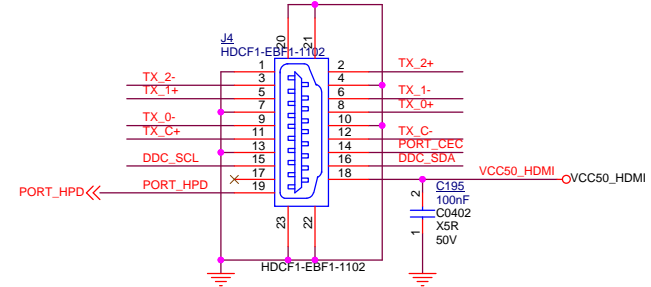 20 21
J4
HDCF1-EBF1-1102
1 2 TX_2+
TX_2- 3 4
TX_1+ 5 6 TX_1-
7 8 TX_0+
TX_0- 9 10
TX_C+ 11 12 TX_C-
13 14 PORT_CEC
DDC_SCL 15 16 DDC_SDA
17 18 VCC50_HDMI VCC50_HDMI
PORT_HPD PORT_HPD 19
2 C195
100nF
C0402
1 X5R
50V
23 22
HDCF1-EBF1-1102